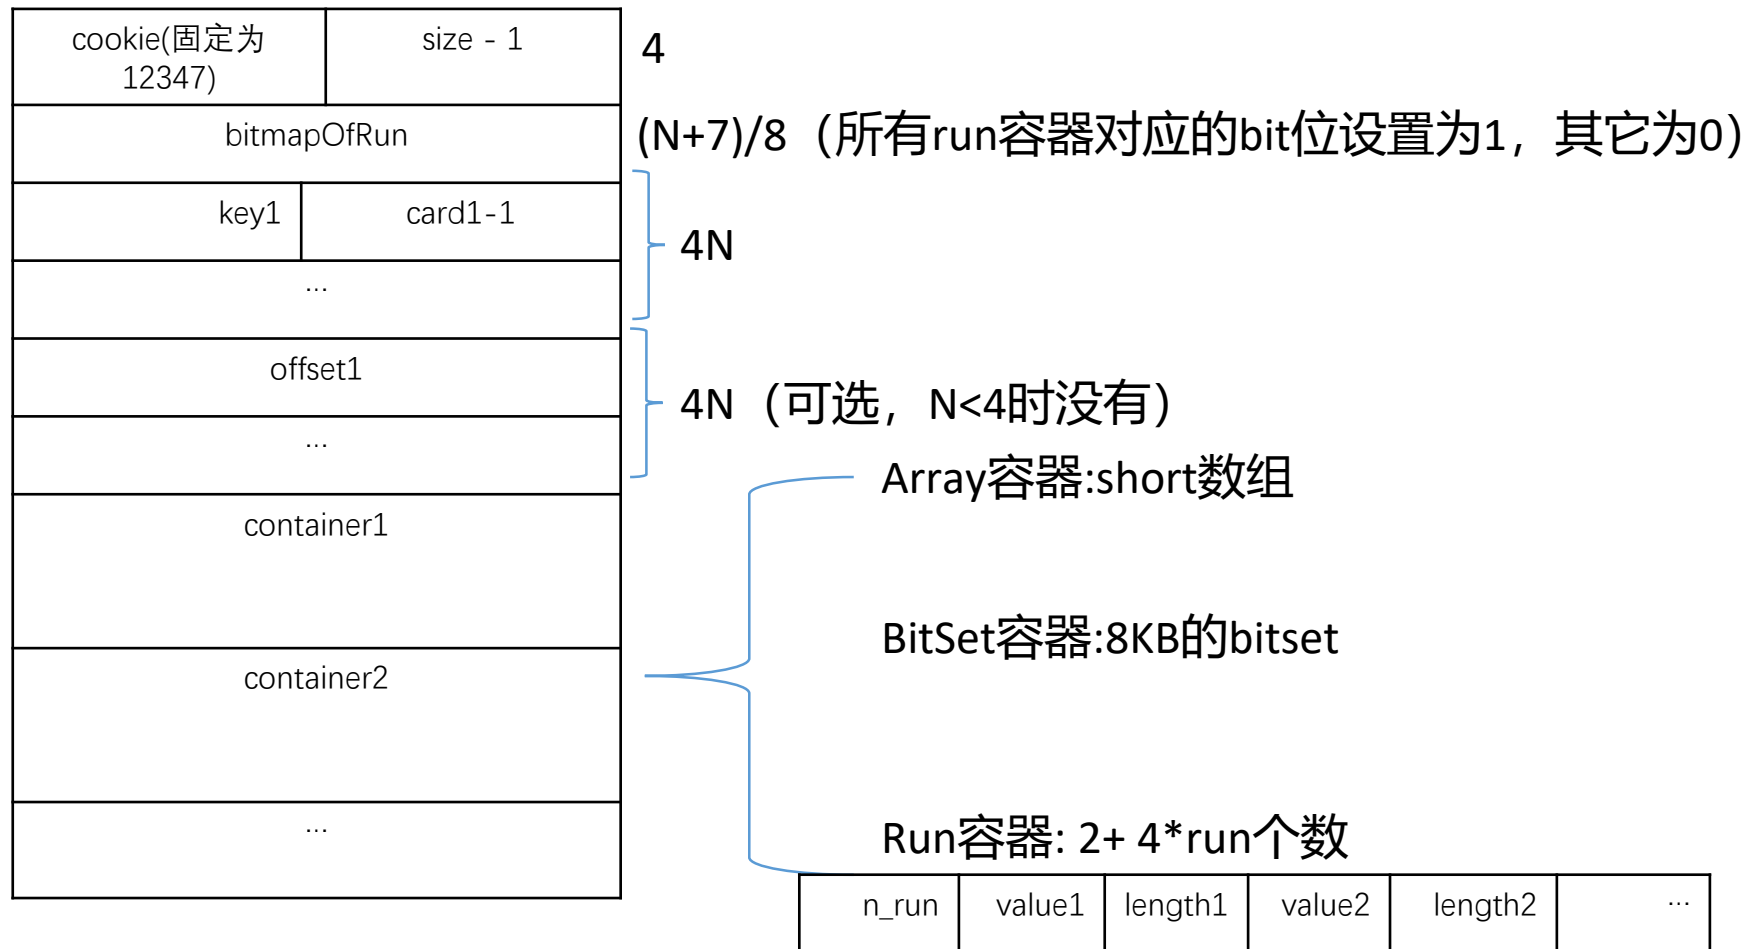 cookie(固定为
12347)
size - 1
4
bitmapOfRun
(N+7)/8（所有run容器对应的bit位设置为1，其它为0）
key1
card1-1
4N
...
offset1
4N（可选，N<4时没有）
...
Array容器:short数组
container1
BitSet容器:8KB的bitset
container2
...
Run容器: 2+ 4*run个数
n_run
value1
length1
value2
length2
...